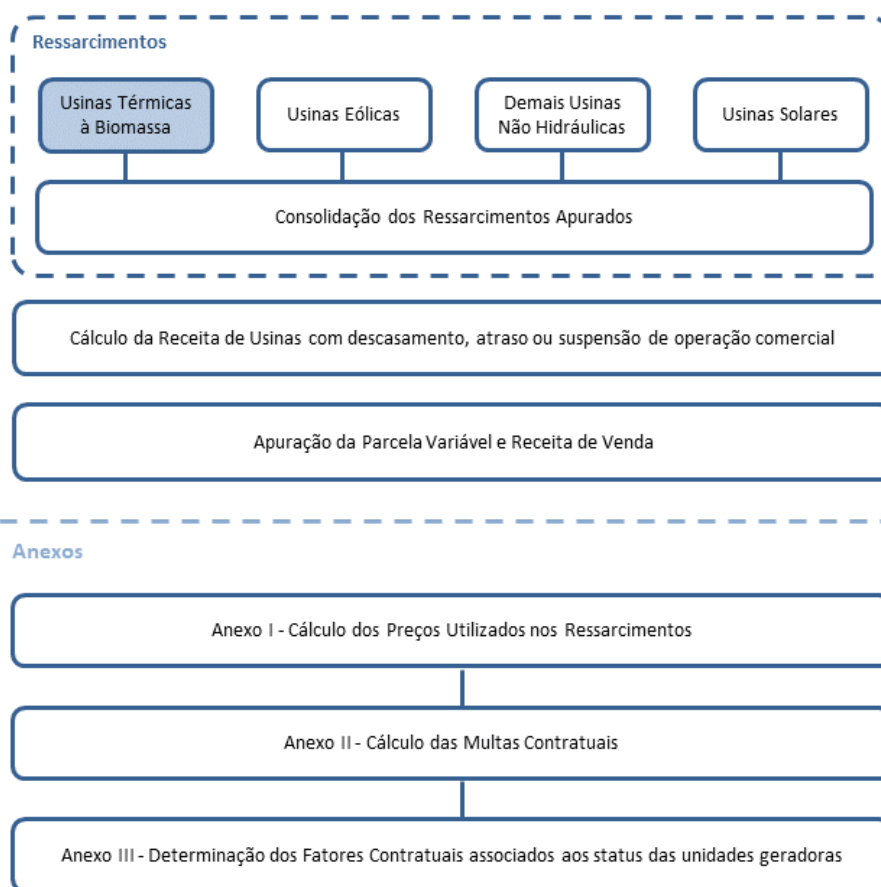 Ressarcimentos
Usinas Térmicas
à Biomassa
Usinas Eólicas
Demais Usinas
Não Hidráulicas
Usinas Solares
Consolidação dos Ressarcimentos Apurados
Cálculo da Receita de Usinas com descasamento, atraso ou suspensão de operação comercial
Apuração da Parcela Variável e Receita de Venda
Anexos
Anexo I - Cálculo dos Preços Utilizados nos Ressarcimentos
Anexo II - Cálculo das Multas Contratuais
Anexo III - Determinação dos Fatores Contratuais associados aos status das unidades geradoras